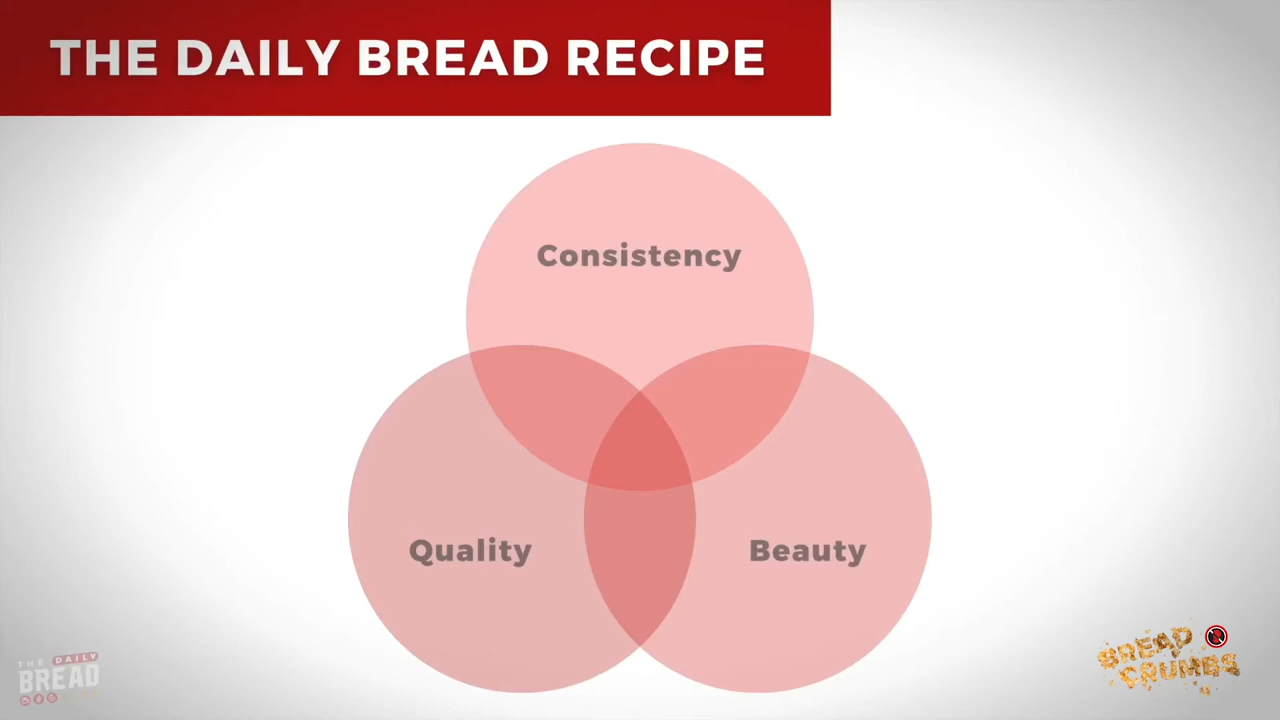 THE DAILY BREAD RECIPE
Consistency
Quality
Beauty
THE DAILY
BREAD
BREAD
CRUMBS